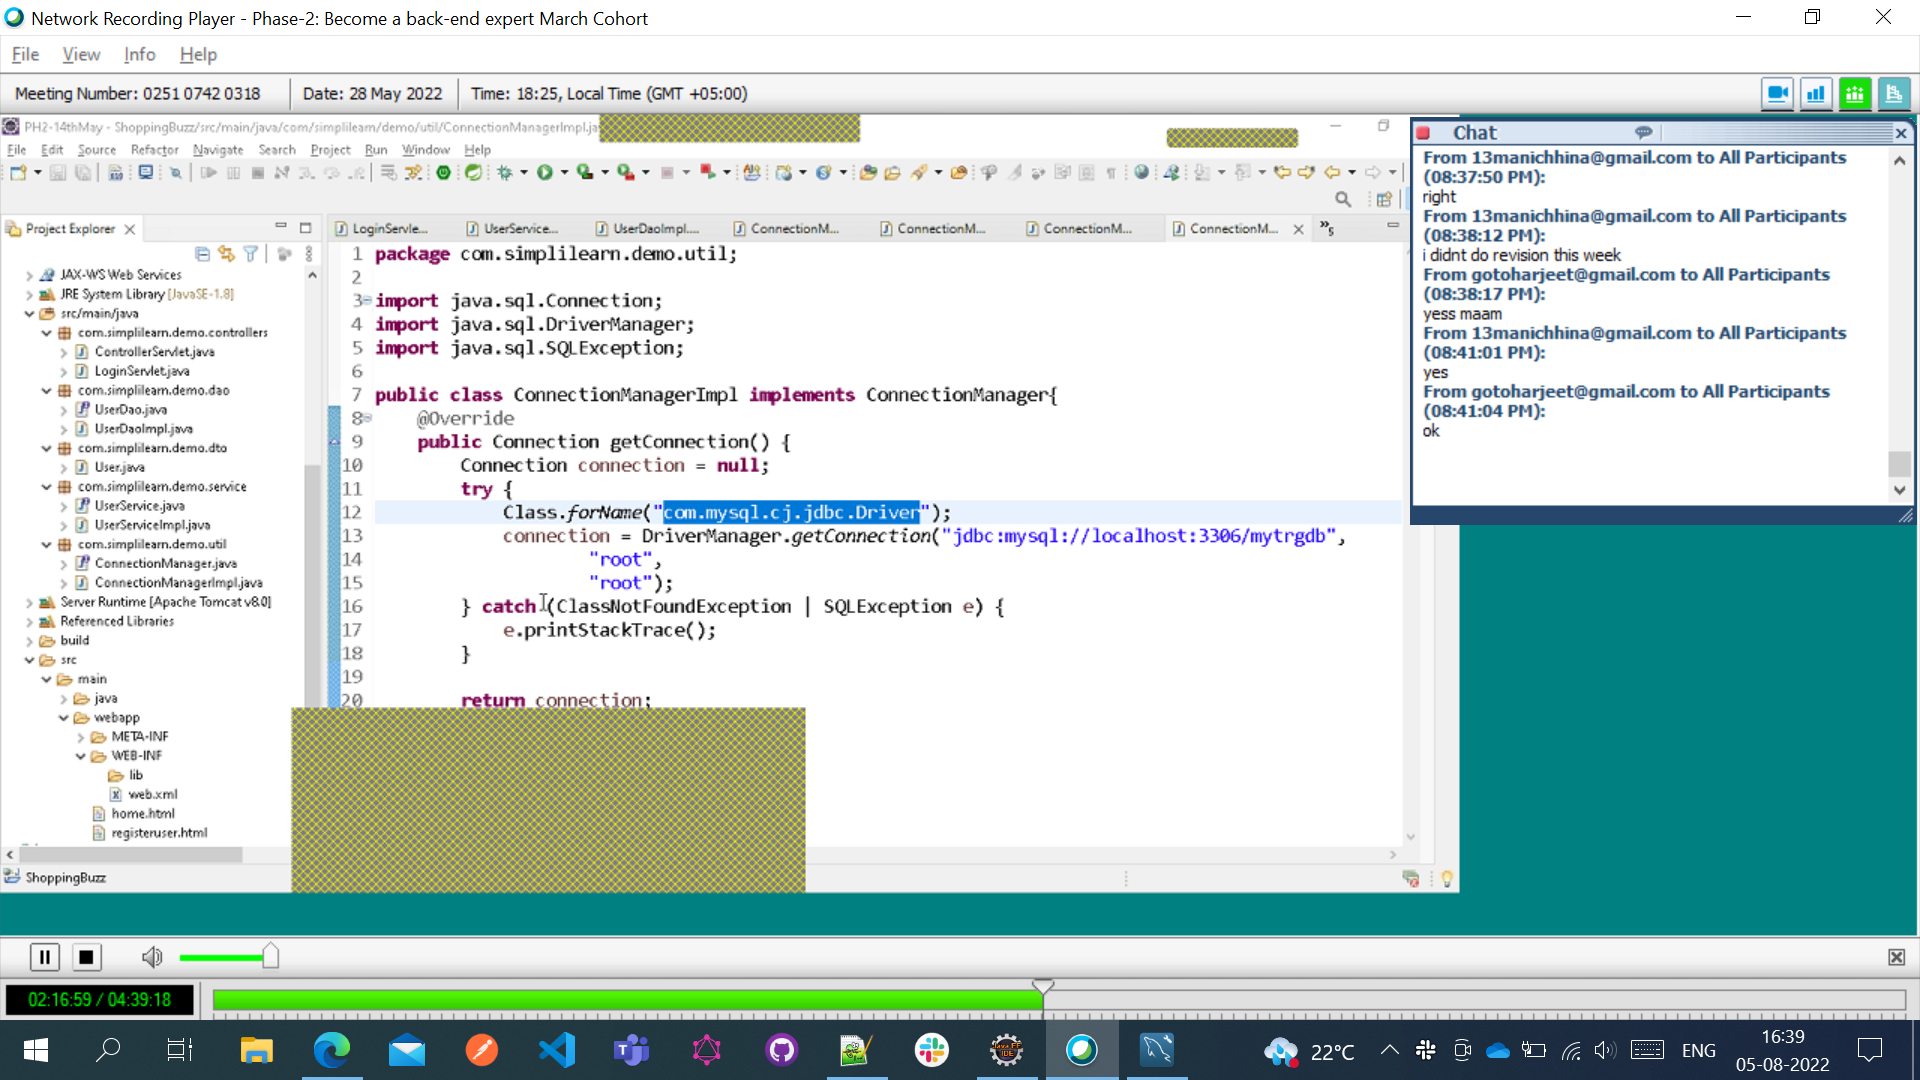 Network Recording Player - Phase-2: Become a back-end expert March Cohort
File View Info Help
Meeting Number: 0251 0742 0318 Date: 28 May 2022 Time: 18:25, Local Time (GMT +05:00)
PH2-14thMay - ShoppingBuzz/src/main/java/com/simplilearn/demo/util/ConnectionManagerImpl.ja
File Edit Source Refactor Navigate Search Project Run Window Help
Project Explorer
JAX-WS Web Services
JRE System Library [JavaSE-1.8]
src/main/java
com.simplilearn.demo.controllers
ControllerServlet.java
LoginServlet.java
com.simplilearn.demo.dao
UserDao.java
UserDaoImpl.java
com.simplilearn.demo.dto
User.java
com.simplilearn.demo.service
UserService.java
UserServiceImpl.java
com.simplilearn.demo.util
ConnectionManager.java
ConnectionManagerImpl.java
Server Runtime [Apache Tomcat v8.0]
Referenced Libraries
build
src
main
java
webapp
META-INF
WEB-INF
lib
web.xml
home.html
registeruser.html
ShoppingBuzz
LoginServle... UserService... UserDaoImpl.... ConnectionM... ConnectionM... ConnectionM... ConnectionM... »5
1 package com.simplilearn.demo.util;
2
3 import java.sql.Connection;
4 import java.sql.DriverManager;
5 import java.sql.SQLException;
6
7 public class ConnectionManagerImpl implements ConnectionManager{
8 @Override
9 public Connection getConnection() {
10 Connection connection = null;
11 try {
12 Class.forName("com.mysql.cj.jdbc.Driver");
13 connection = DriverManager.getConnection("jdbc:mysql://localhost:3306/mytrgdb",
14 "root",
15 "root");
16 } catch (ClassNotFoundException | SQLException e) {
17 e.printStackTrace();
18 }
19
20 return connection;
Chat
From 13manichhina@gmail.com to All Participants
(08:37:50 PM):
right
From 13manichhina@gmail.com to All Participants
(08:38:12 PM):
i didnt do revision this week
From gotoharjeet@gmail.com to All Participants
(08:38:17 PM):
yess maam
From 13manichhina@gmail.com to All Participants
(08:41:01 PM):
yes
From gotoharjeet@gmail.com to All Participants
(08:41:04 PM):
ok
02:16:59 / 04:39:18
Java EE
IDE
22°C
ENG
16:39
05-08-2022